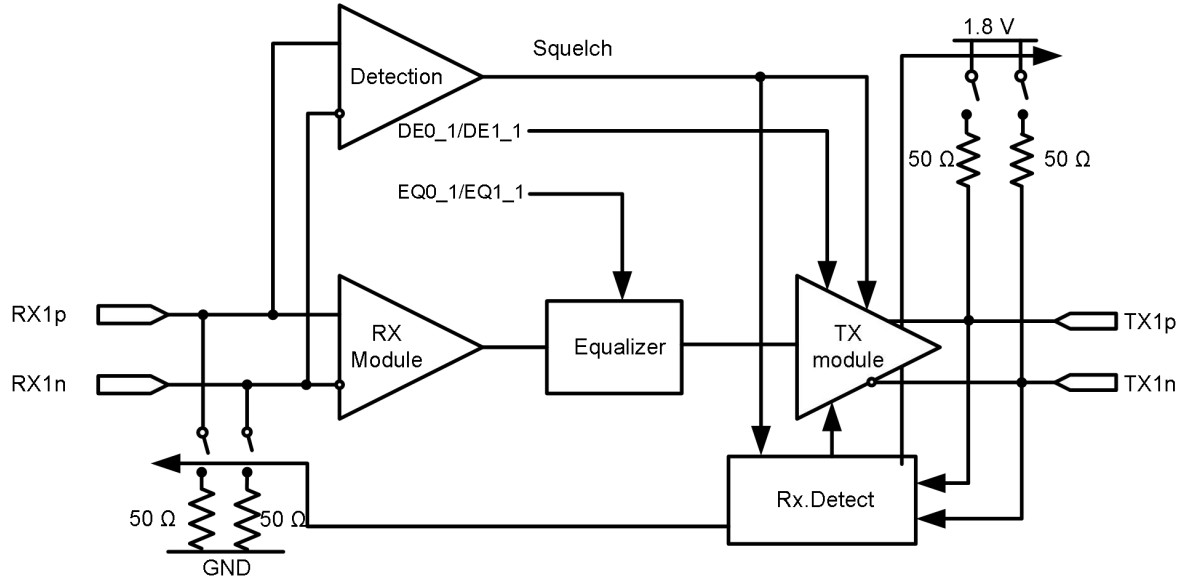 1.8 V
Squelch
Detection
DE0_1/DE1_1
50 Ω
50 Ω
EQ0_1/EQ1_1
RX1p
RX
Module
Equalizer
TX
module
TX1p
RX1n
TX1n
Rx.Detect
50 Ω
50 Ω
GND